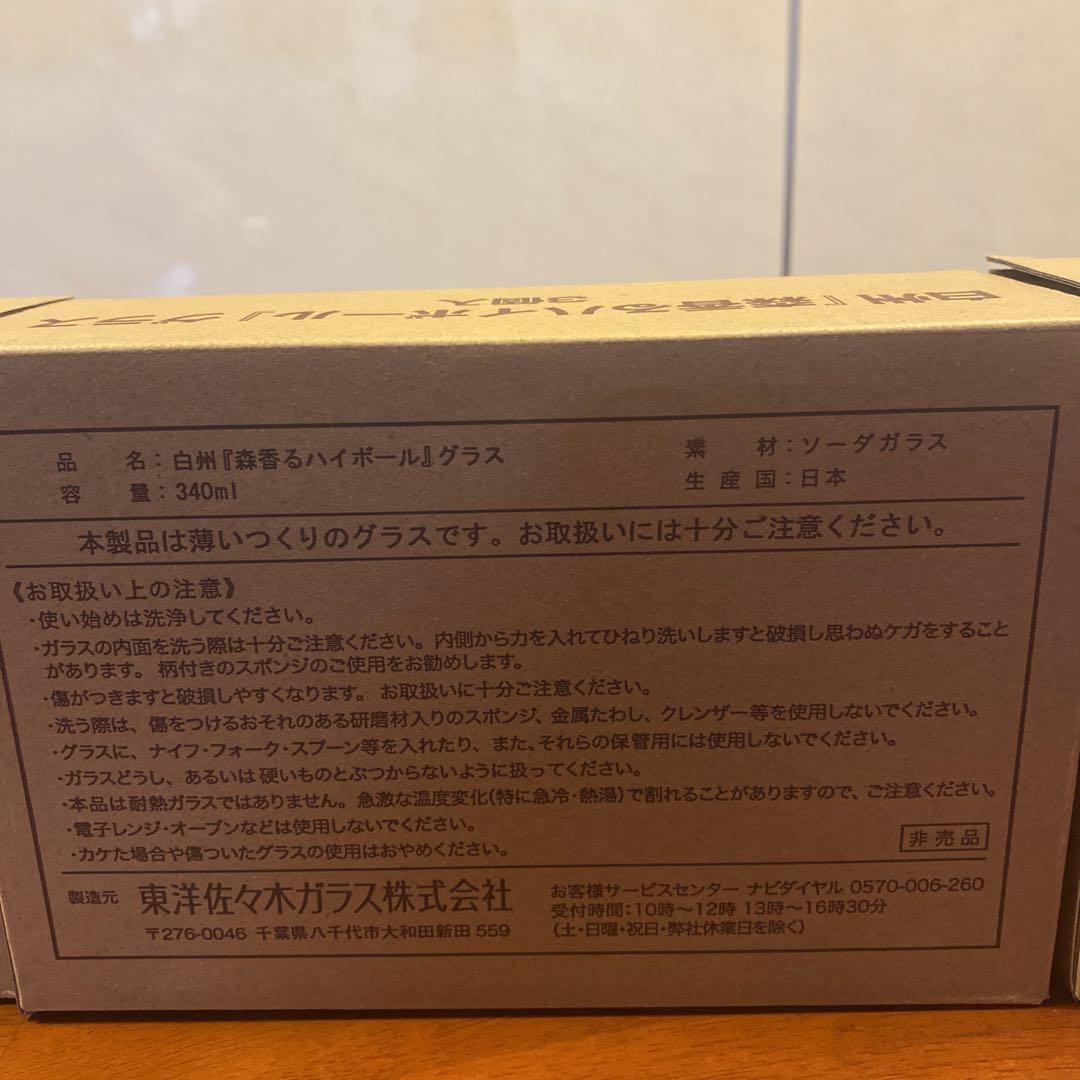 白州『森香るハイボール』グラス
3個入
品　名：白州『森香るハイボール』グラス
容　量：340ml
素　材：ソーダガラス
生産国：日本
本製品は薄いつくりのグラスです。お取扱いには十分ご注意ください。
《お取扱い上の注意》
・使い始めは洗浄してください。
・ガラスの内面を洗う際は十分ご注意ください。内側から力を入れてひねり洗いしますと破損し思わぬケガをすること
があります。柄付きのスポンジのご使用をお勧めします。
・傷がつきますと破損しやすくなります。お取扱いに十分ご注意ください。
・洗う際は、傷をつけるおそれのある研磨材入りのスポンジ、金属たわし、クレンザー等を使用しないでください。
・グラスに、ナイフ・フォーク・スプーン等を入れたり、また、それらの保管用には使用しないでください。
・ガラスどうし、あるいは硬いものとぶつからないように扱ってください。
・本品は耐熱ガラスではありません。急激な温度変化(特に急冷・熱湯)で割れることがありますので、ご注意ください。
・電子レンジ・オーブンなどは使用しないでください。
・カケた場合や傷ついたグラスの使用はおやめください。
非売品
製造元 東洋佐々木ガラス株式会社
〒276-0046 千葉県八千代市大和田新田559
お客様サービスセンター ナビダイヤル 0570-006-260
受付時間：10時～12時 13時～16時30分
(土・日曜・祝日・弊社休業日を除く)